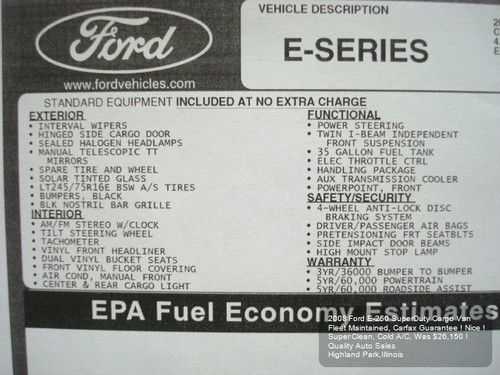 Ford
www.fordvehicles.com
VEHICLE DESCRIPTION
E-SERIES
STANDARD EQUIPMENT INCLUDED AT NO EXTRA CHARGE
EXTERIOR
• INTERVAL WIPERS
• HINGED SIDE CARGO DOOR
• SEALED HALOGEN HEADLAMPS
• MANUAL TELESCOPIC TT
MIRRORS
• SPARE TIRE AND WHEEL
• SOLAR TINTED GLASS
• LT245/75R16E BSW A/S TIRES
• BUMPERS, BLACK
• BLK NOSTRIL BAR GRILLE
INTERIOR
• AM/FM STEREO W/CLOCK
• TILT STEERING WHEEL
• TACHOMETER
• VINYL FRONT HEADLINER
• DUAL VINYL BUCKET SEATS
• FRONT VINYL FLOOR COVERING
• AIR COND, MANUAL FRONT
• CENTER & REAR CARGO LIGHT
FUNCTIONAL
• POWER STEERING
• TWIN I-BEAM INDEPENDENT
FRONT SUSPENSION
• 35 GALLON FUEL TANK
• ELEC THROTTLE CTRL
• HANDLING PACKAGE
• AUX TRANSMISSION COOLER
• POWERPOINT, FRONT
SAFETY/SECURITY
• 4-WHEEL ANTI-LOCK DISC
BRAKING SYSTEM
• DRIVER/PASSENGER AIR BAGS
• PRETENSIONING FRT SEATBLTS
• SIDE IMPACT DOOR BEAMS
• HIGH MOUNT STOP LAMP
WARRANTY
• 3YR/36000 BUMPER TO BUMPER
• 5YR/60,000 POWERTRAIN
• 5YR/60,000 ROADSIDE ASSIST
EPA Fuel Economy Estimates
2008 Ford E-250 SuperDuty Cargo Van
Fleet Maintained, Carfax Guarantee ! Nice !
Super Clean, Cold A/C, Was $26,150 !
Quality Auto Sales
Highland Park,Illinois